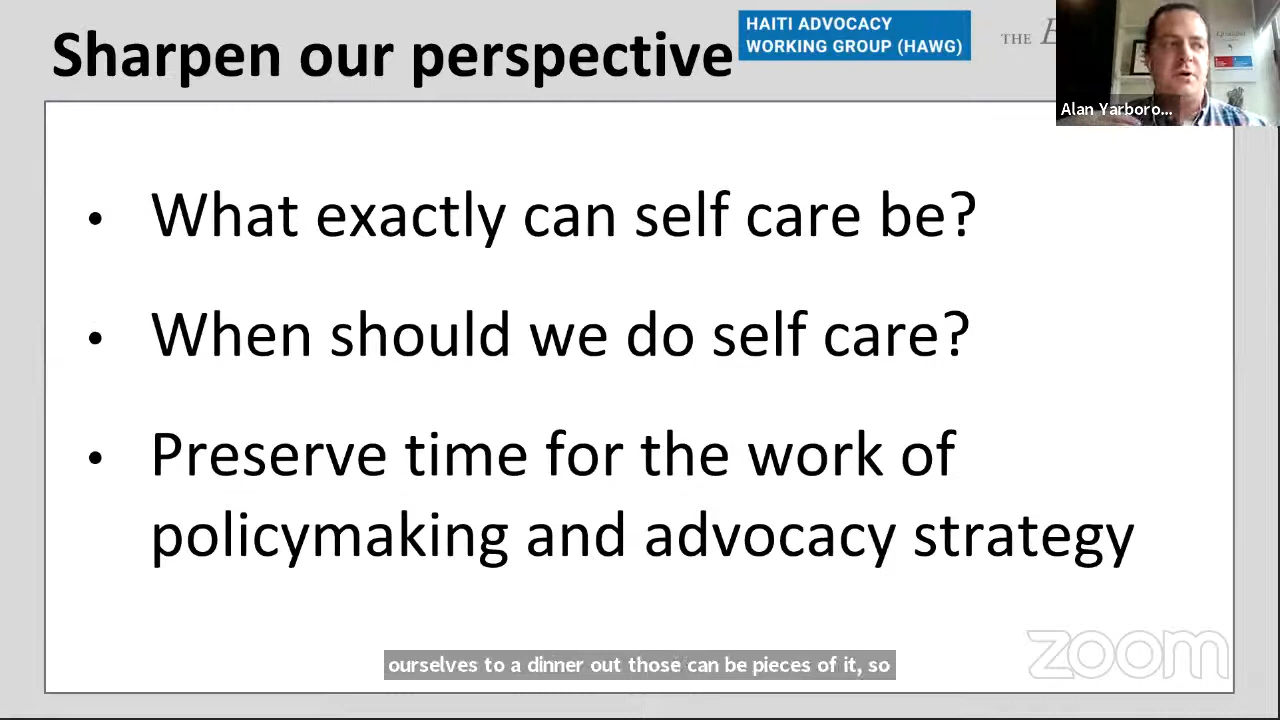 Sharpen our perspective
HAITI ADVOCACY
WORKING GROUP (HAWG)
THE E
Alan Yarboro...
• What exactly can self care be?
• When should we do self care?
• Preserve time for the work of
policymaking and advocacy strategy
zoom
ourselves to a dinner out those can be pieces of it, so